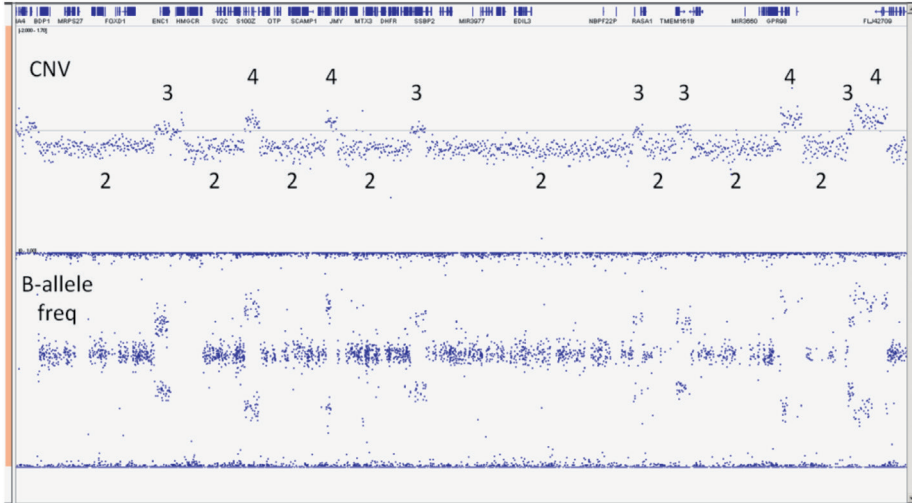 BDP1 MRPS27 FOXD1 ENC1 HMGCR SV2C S100Z OTP SCAMP1 JMY MTX3 DHFR SSBP2 MIR3977 EDIL3 NBPF22P RASA1 TMEM161B MIR3660 GPR98 FLJ42709
CNV
3 4 4 3 3 3 4 3 4
2 2 2 2 2 2 2 2
B-allele
freq